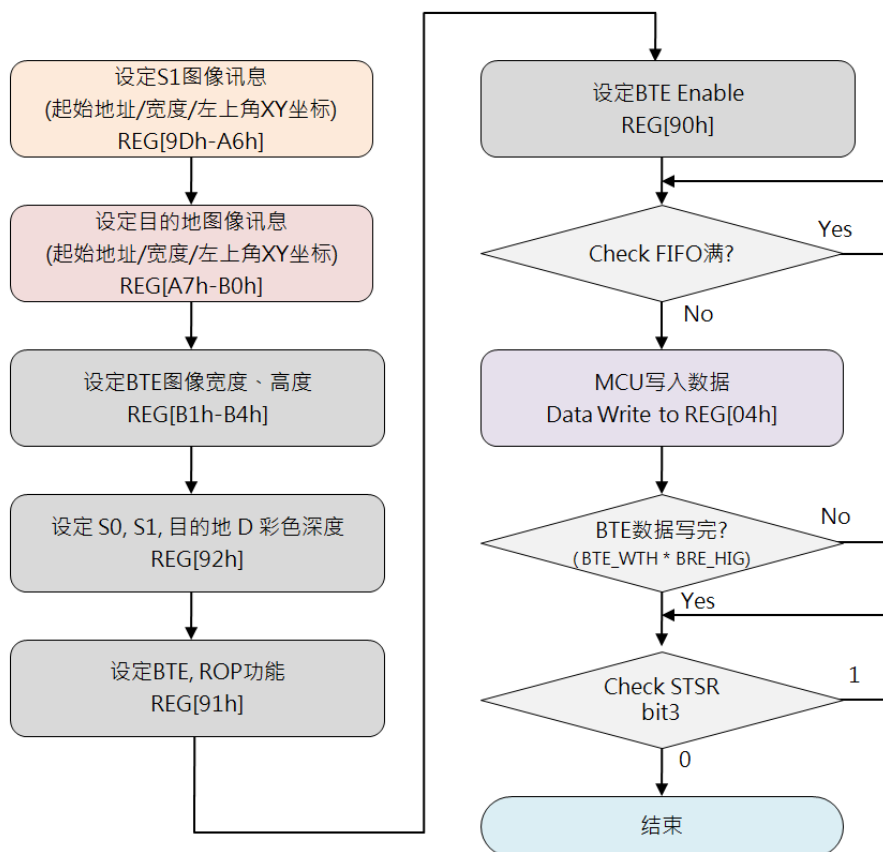 设定S1图像讯息
(起始地址/宽度/左上角XY坐标)
REG[9Dh-A6h]
设定目的地图像讯息
(起始地址/宽度/左上角XY坐标)
REG[A7h-B0h]
设定BTE图像宽度、高度
REG[B1h-B4h]
设定 S0, S1, 目的地 D 彩色深度
REG[92h]
设定BTE, ROP功能
REG[91h]
设定BTE Enable
REG[90h]
Check FIFO满?
Yes
No
MCU写入数据
Data Write to REG[04h]
BTE数据写完?
( BTE_WTH * BRE_HIG)
No
Yes
Check STSR
bit3
1
0
结束